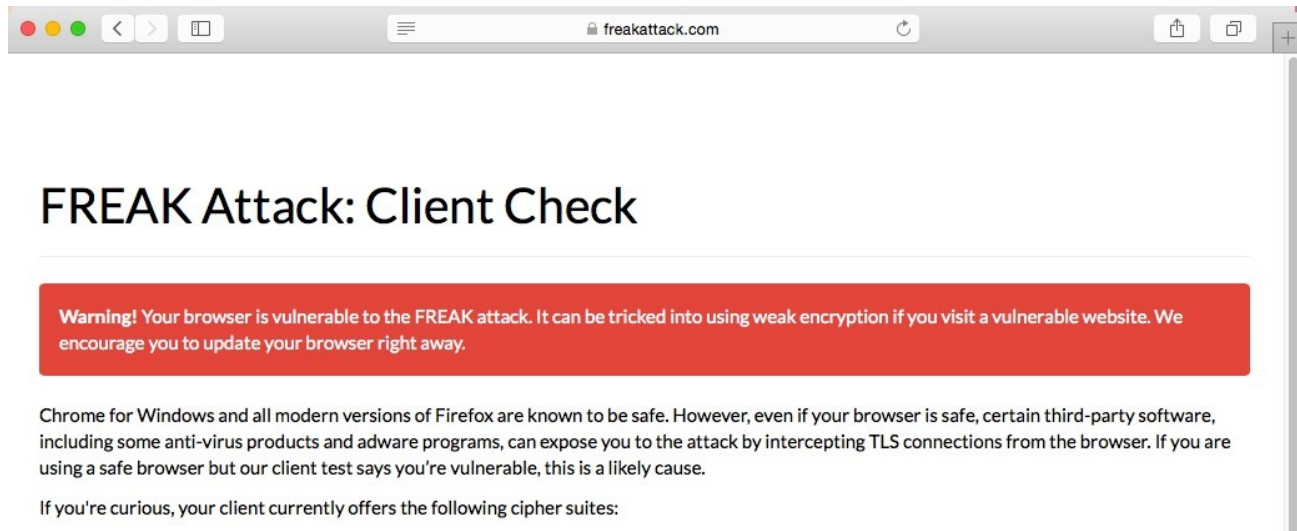 freakattack.com
FREAK Attack: Client Check
Warning! Your browser is vulnerable to the FREAK attack. It can be tricked into using weak encryption if you visit a vulnerable website. We
encourage you to update your browser right away.
Chrome for Windows and all modern versions of Firefox are known to be safe. However, even if your browser is safe, certain third-party software,
including some anti-virus products and adware programs, can expose you to the attack by intercepting TLS connections from the browser. If you are
using a safe browser but our client test says you’re vulnerable, this is a likely cause.
If you're curious, your client currently offers the following cipher suites: